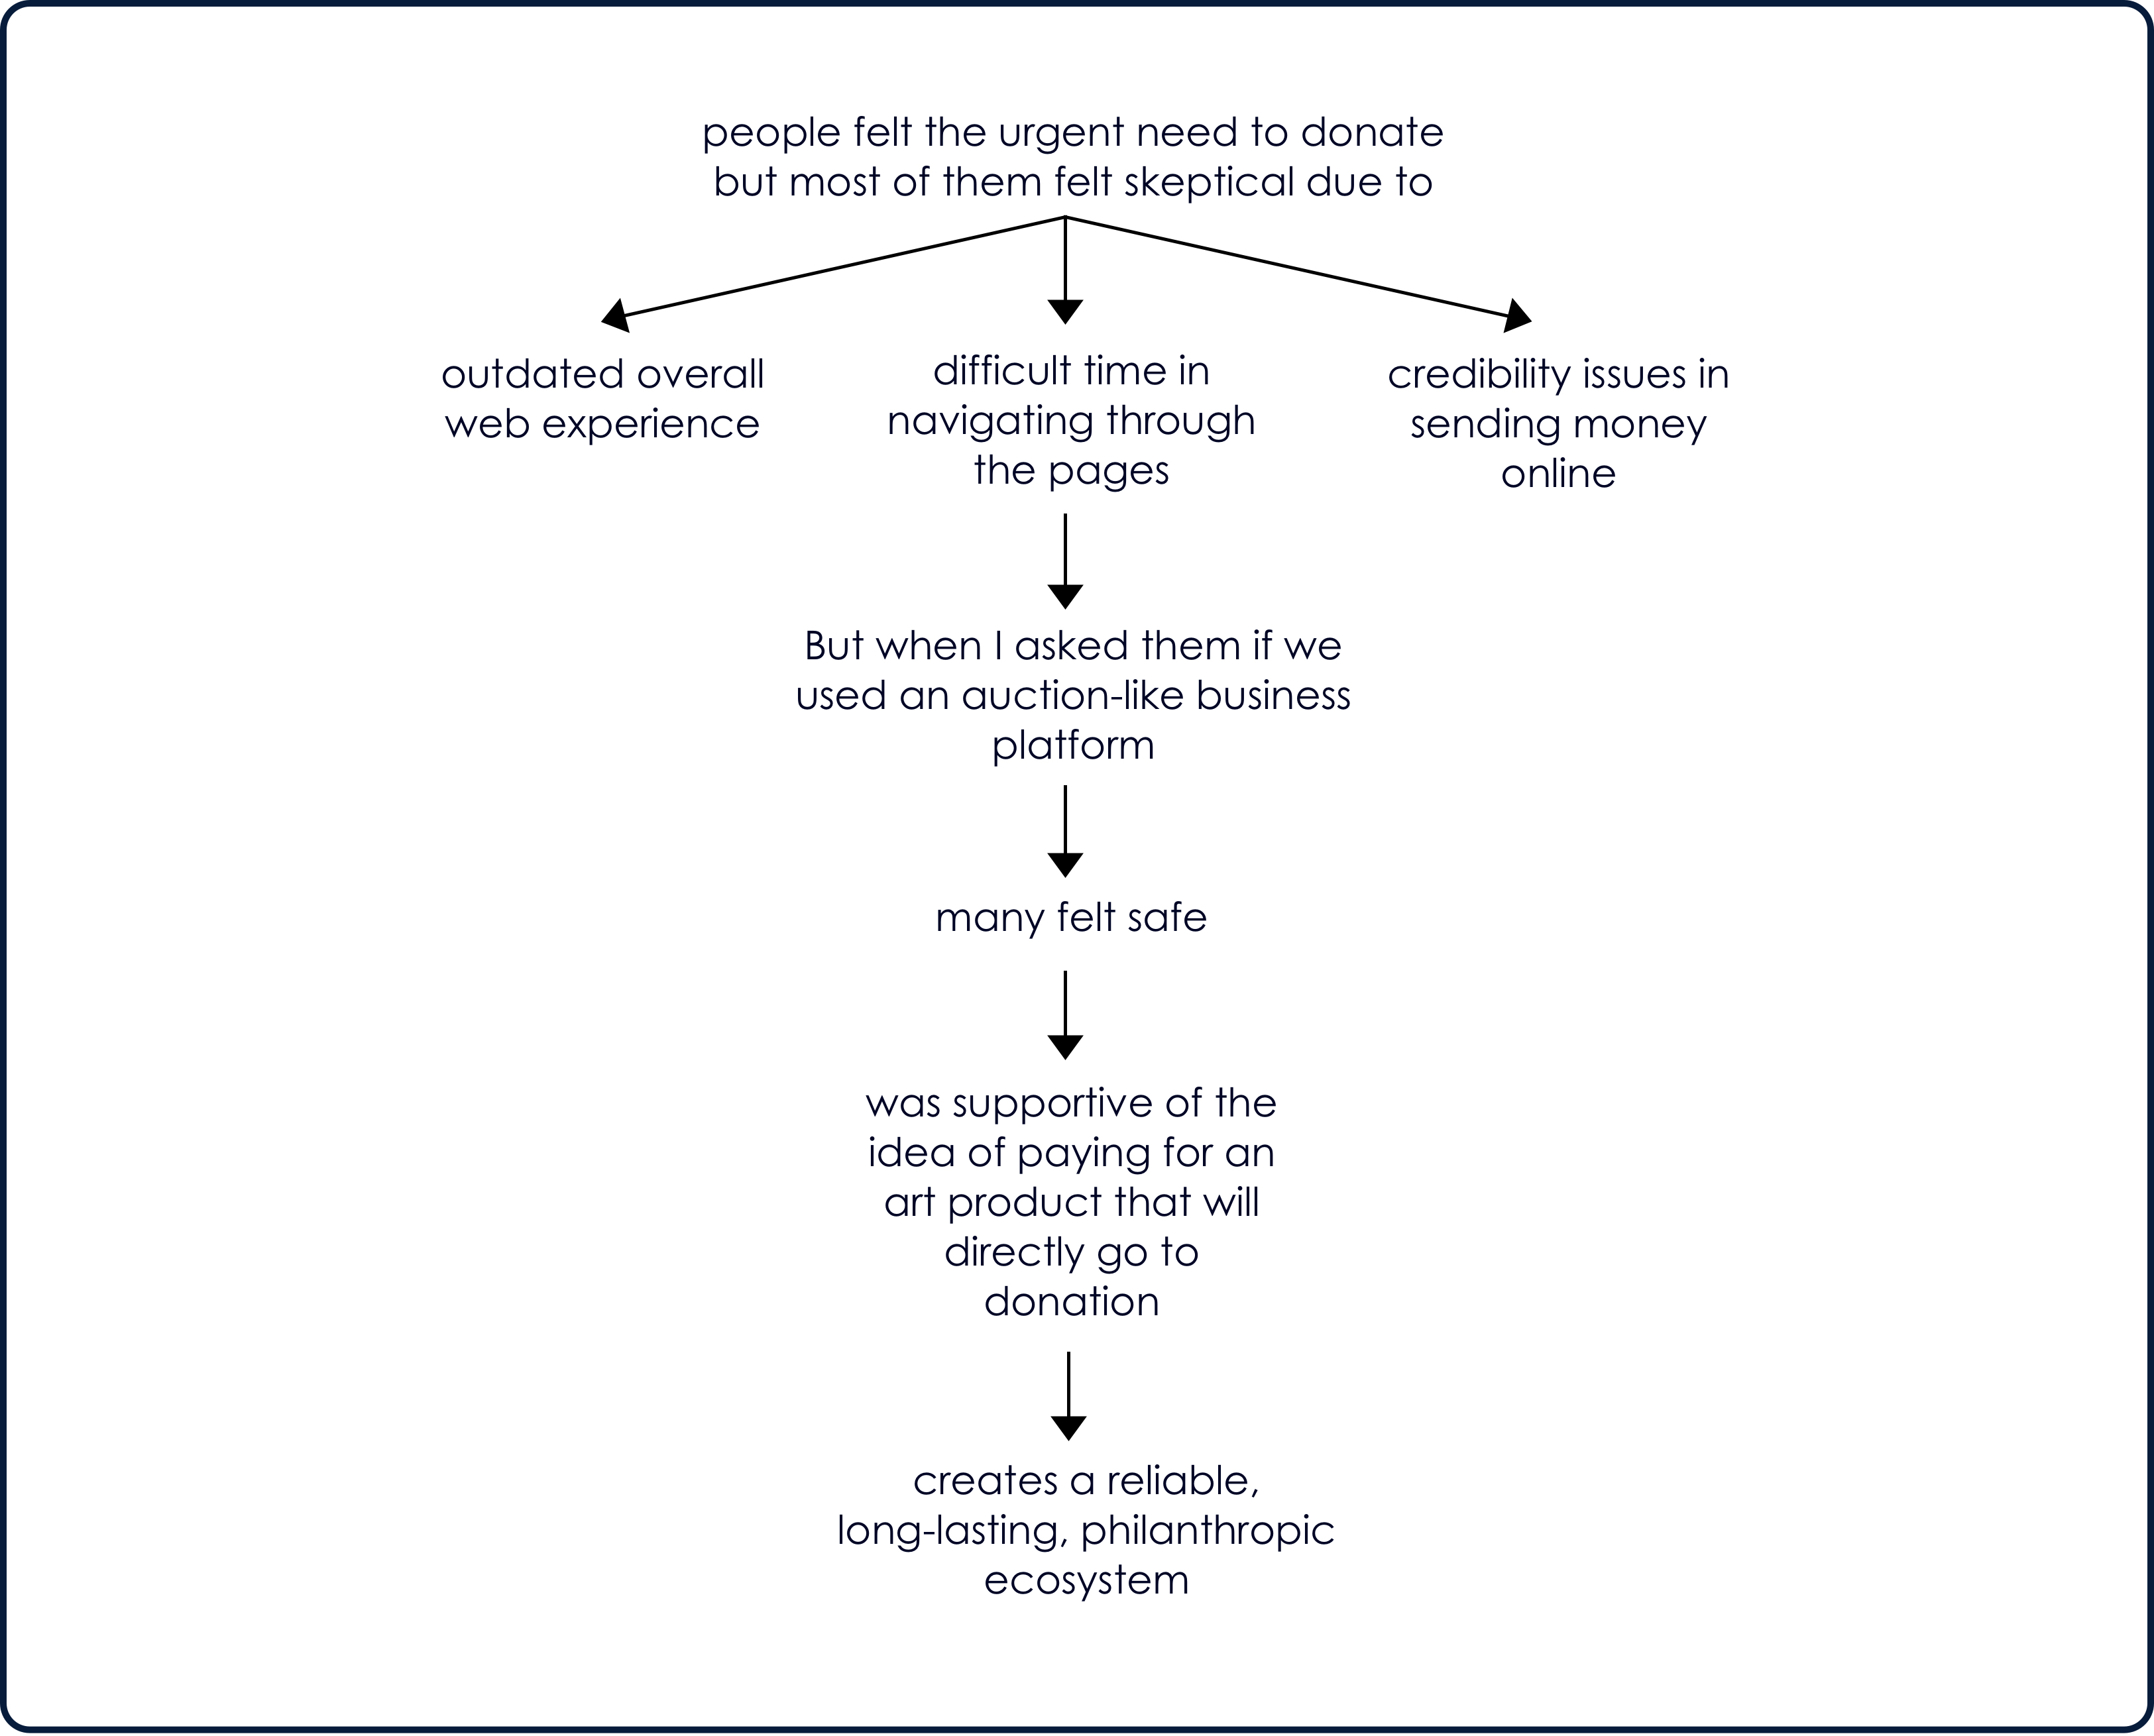 people felt the urgent need to donate
but most of them felt skeptical due to
outdated overall
web experience
difficult time in
navigating through
the pages
credibility issues in
sending money
online
But when I asked them if we
used an auction-like business
platform
many felt safe
was supportive of the
idea of paying for an
art product that will
directly go to
donation
creates a reliable,
long-lasting, philanthropic
ecosystem